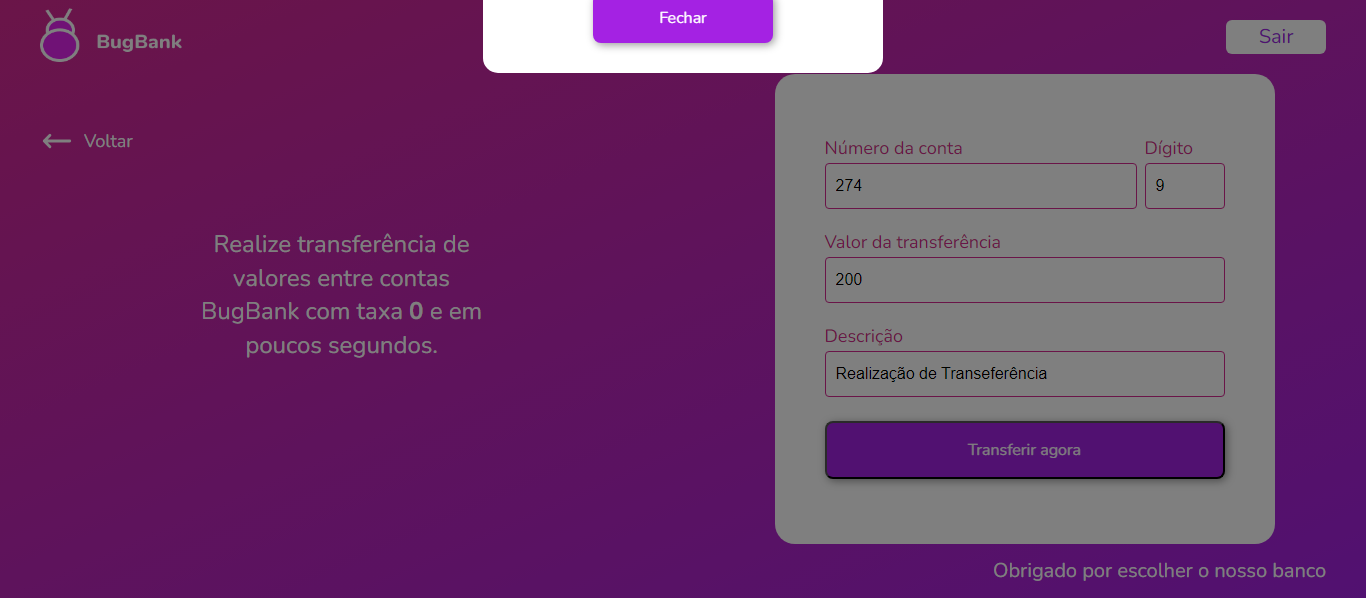 Fechar
BugBank
Sair
Voltar
Realize transferência de
valores entre contas
BugBank com taxa 0 e em
poucos segundos.
Número da conta
Dígito
274
9
Valor da transferência
200
Descrição
Realização de Transeferência
Transferir agora
Obrigado por escolher o nosso banco